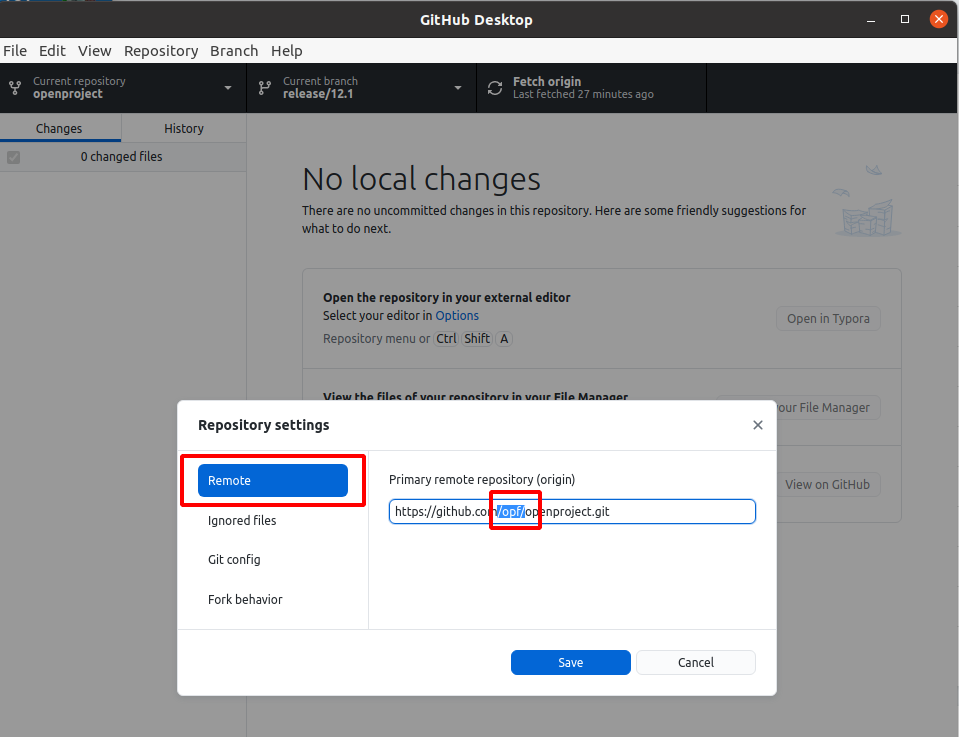 GitHub Desktop
File Edit View Repository Branch Help
Current repository
openproject
Current branch
release/12.1
Fetch origin
Last fetched 27 minutes ago
Changes
History
0 changed files
No local changes
There are no uncommitted changes in this repository. Here are some friendly suggestions for
what to do next.
Open the repository in your external editor
Select your editor in Options
Repository menu or Ctrl Shift A
Open in Typora
View the files of your repository in your File Manager
your File Manager
View on GitHub
Repository settings
Remote
Ignored files
Git config
Fork behavior
Primary remote repository (origin)
https://github.com/opf/openproject.git
Save
Cancel